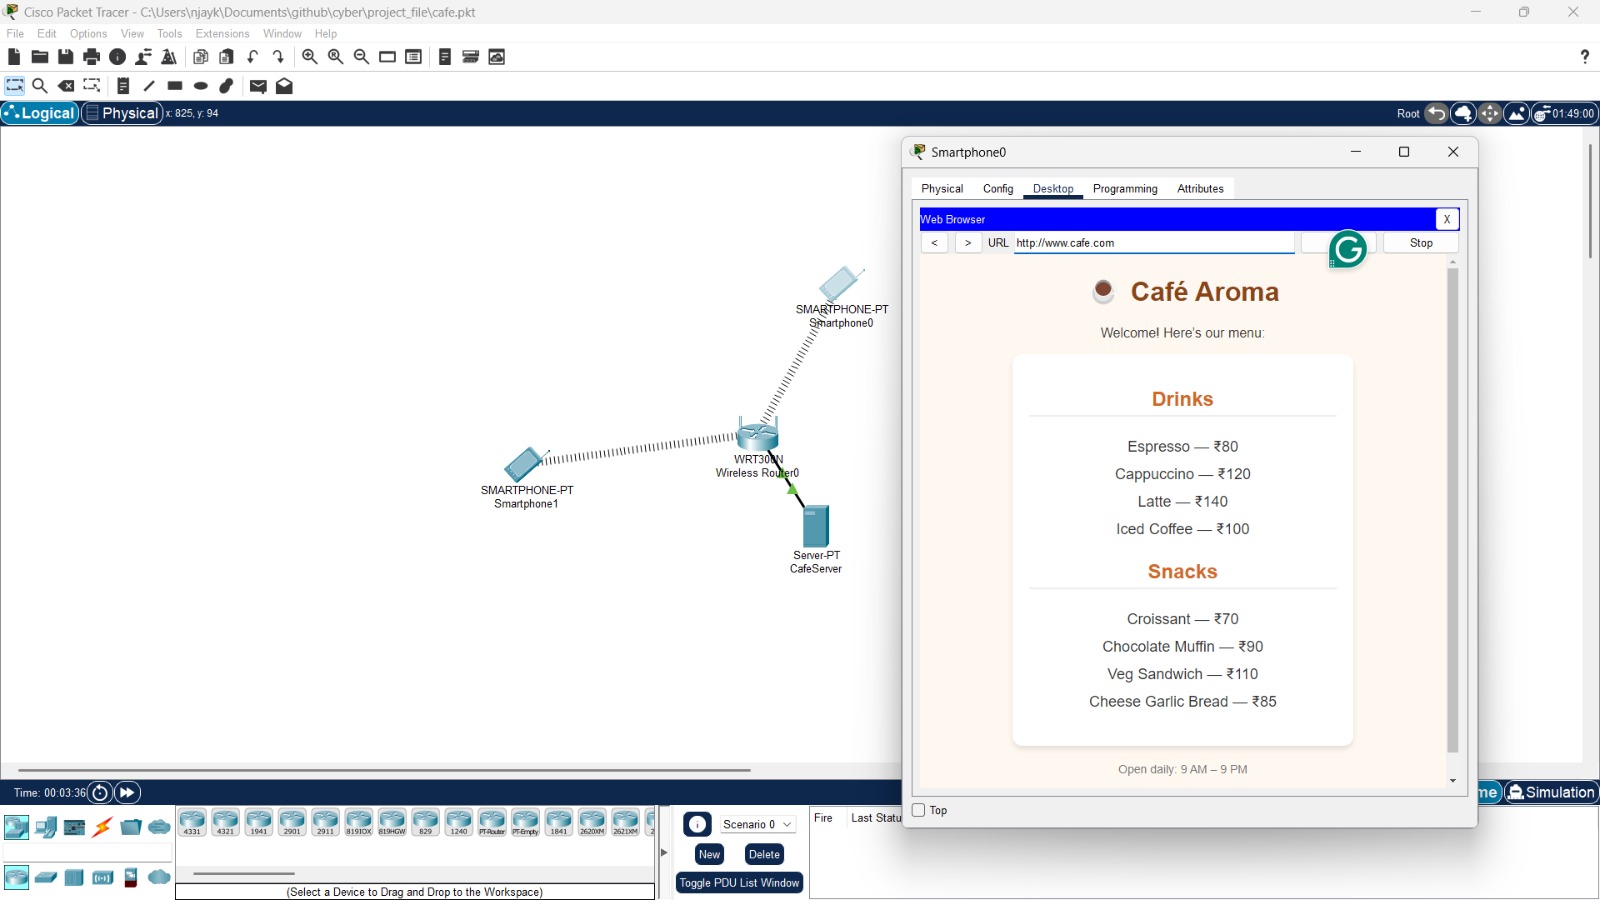 Cisco Packet Tracer - C:\Users\njayk\Documents\github\cyber\project_file\cafe.pkt
File Edit Options View Tools Extensions Window Help
?
Logical Physical x: 825, y: 94 Root 01:49:00
Smartphone0
Physical Config Desktop Programming Attributes
Web Browser X
< > URL http://www.cafe.com Stop
G
Café Aroma
Welcome! Here's our menu:
Drinks
Espresso — ₹80
Cappuccino — ₹120
Latte — ₹140
Iced Coffee — ₹100
Snacks
Croissant — ₹70
Chocolate Muffin — ₹90
Veg Sandwich — ₹110
Cheese Garlic Bread — ₹85
Open daily: 9 AM – 9 PM
Top
SMARTPHONE-PT
Smartphone0
WRT300N
Wireless Router0
SMARTPHONE-PT
Smartphone1
Server-PT
CafeServer
Time: 00:03:36 me Simulation
4331 4321 1941 2901 2911 819IOX 819HGW 829 1240 PT-Router PT-Empty 1841 2620XM 2621XM 2
(Select a Device to Drag and Drop to the Workspace)
Scenario 0
New Delete
Toggle PDU List Window
Fire Last Statu